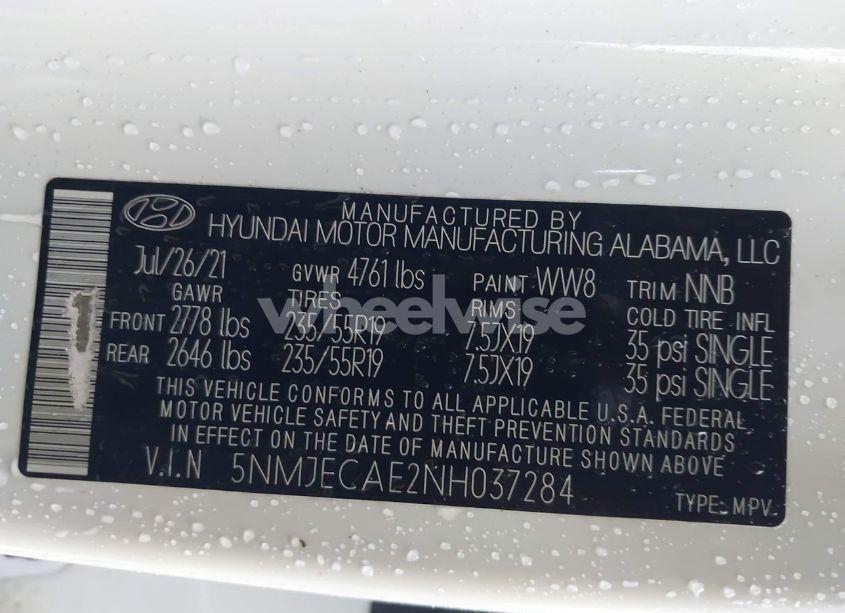 MANUFACTURED BY
HYUNDAI MOTOR MANUFACTURING ALABAMA, LLC
Jul/26/21 GVWR 4761 lbs PAINT WW8 TRIM NNB
GAWR TIRES RIMS COLD TIRE INFL
FRONT 2778 lbs 235/55R19 7.5JX19 35 psi SINGLE
REAR 2646 lbs 235/55R19 7.5JX19 35 psi SINGLE
THIS VEHICLE CONFORMS TO ALL APPLICABLE U.S.A. FEDERAL
MOTOR VEHICLE SAFETY AND THEFT PREVENTION STANDARDS
IN EFFECT ON THE DATE OF MANUFACTURE SHOWN ABOVE.
V.I.N 5NMJECAE2NH037284
TYPE: MPV
wheelwise